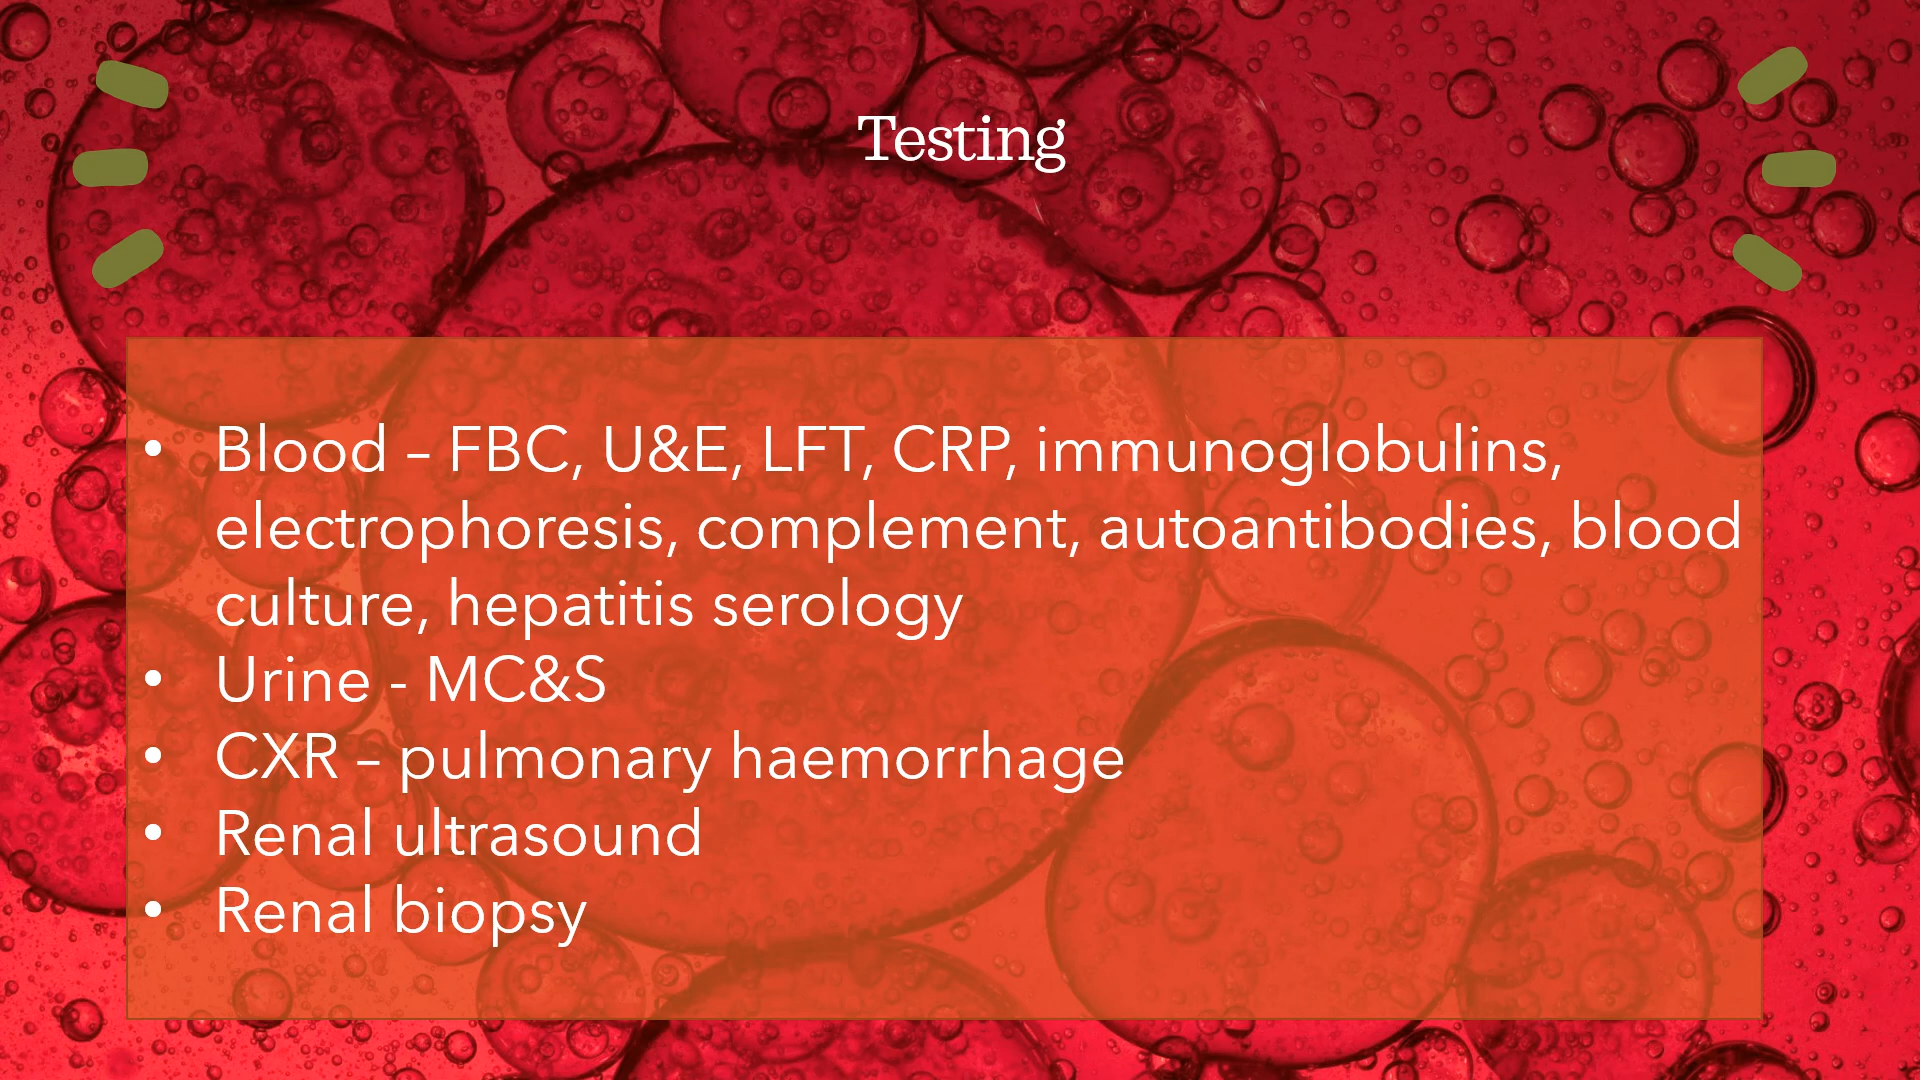 Testing
• Blood – FBC, U&E, LFT, CRP, immunoglobulins,
electrophoresis, complement, autoantibodies, blood
culture, hepatitis serology
• Urine - MC&S
• CXR – pulmonary haemorrhage
• Renal ultrasound
• Renal biopsy